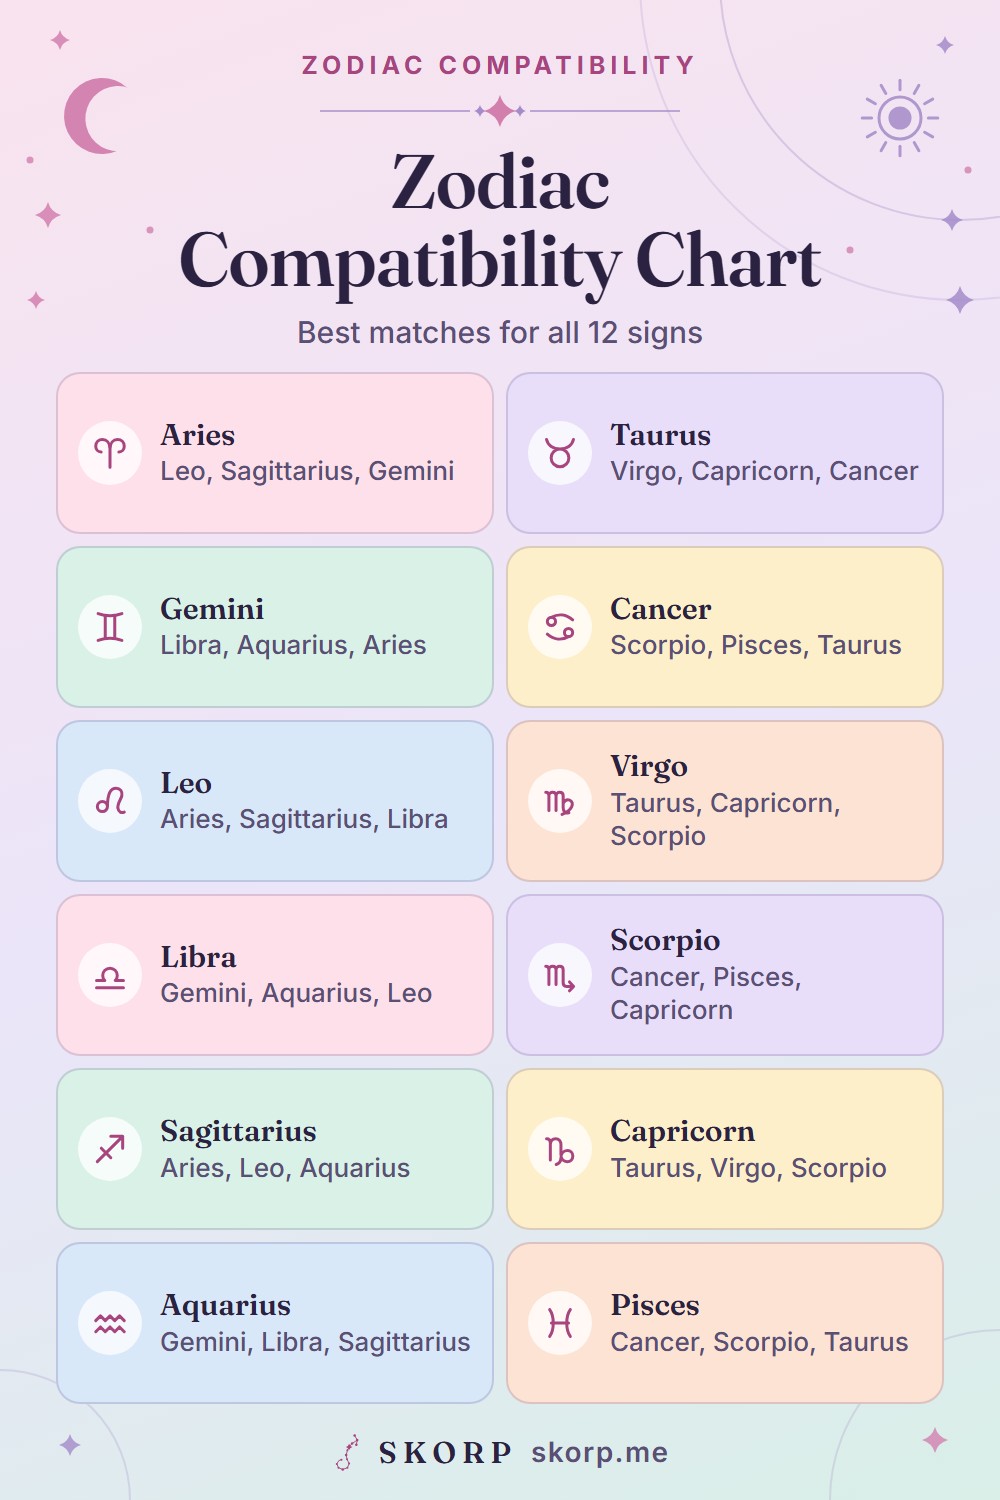 ZODIAC COMPATIBILITY
Zodiac
Compatibility Chart
Best matches for all 12 signs
Aries
Leo, Sagittarius, Gemini
Taurus
Virgo, Capricorn, Cancer
Gemini
Libra, Aquarius, Aries
Cancer
Scorpio, Pisces, Taurus
Leo
Aries, Sagittarius, Libra
Virgo
Taurus, Capricorn,
Scorpio
Libra
Gemini, Aquarius, Leo
Scorpio
Cancer, Pisces,
Capricorn
Sagittarius
Aries, Leo, Aquarius
Capricorn
Taurus, Virgo, Scorpio
Aquarius
Gemini, Libra, Sagittarius
Pisces
Cancer, Scorpio, Taurus
SKORP skorp.me